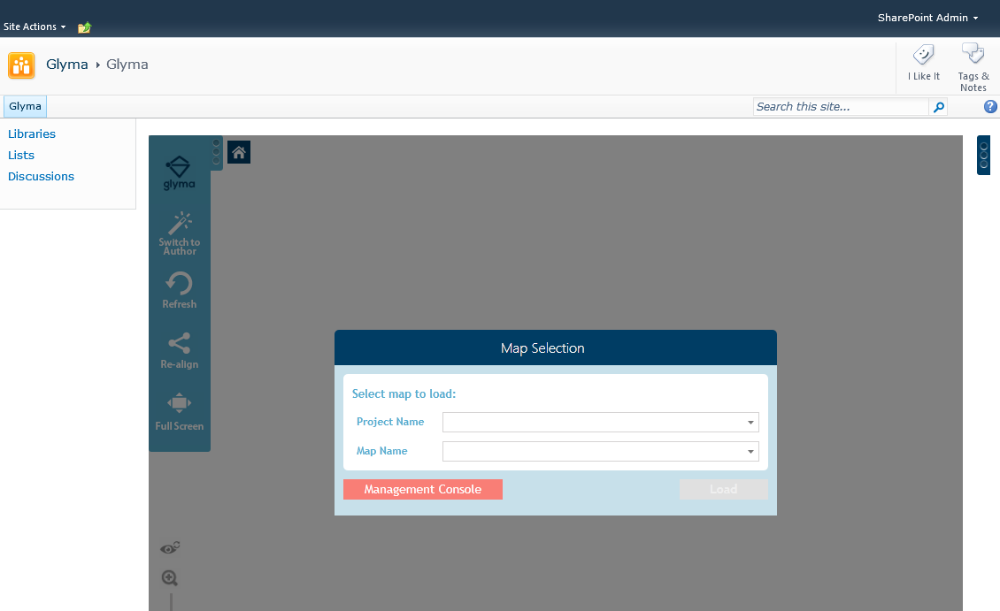 Site Actions
SharePoint Admin
Glyma Glyma
I Like It
Tags &
Notes
Glyma
Search this site...
Libraries
Lists
Discussions
glyma
Switch to
Author
Refresh
Re-align
Full Screen
Map Selection
Select map to load:
Project Name
Map Name
Management Console
Load